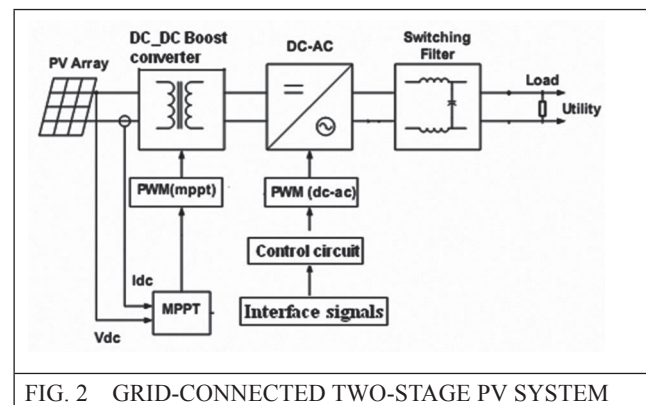 DC_DC Boost
converter
DC-AC
Switching
Filter
PV Array
Load
Utility
PWM(mppt)
PWM (dc-ac)
Control circuit
Idc
MPPT
Interface signals
Vdc
FIG. 2 GRID-CONNECTED TWO-STAGE PV SYSTEM